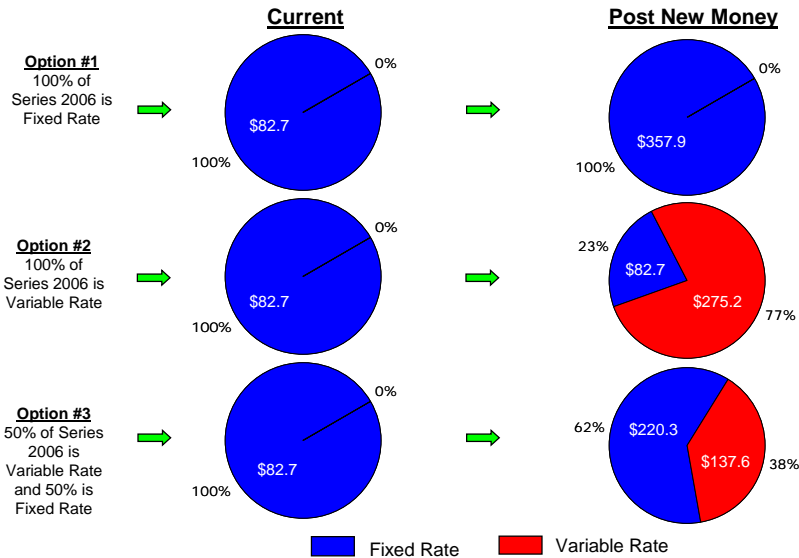 Current
Post New Money
Option #1
100% of
Series 2006 is
Fixed Rate
0%
$82.7
100%
0%
$357.9
100%
Option #2
100% of
Series 2006 is
Variable Rate
0%
$82.7
100%
23%
$82.7
$275.2
77%
Option #3
50% of Series
2006 is
Variable Rate
and 50% is
Fixed Rate
0%
$82.7
100%
62%
$220.3
$137.6
38%
Fixed Rate
Variable Rate